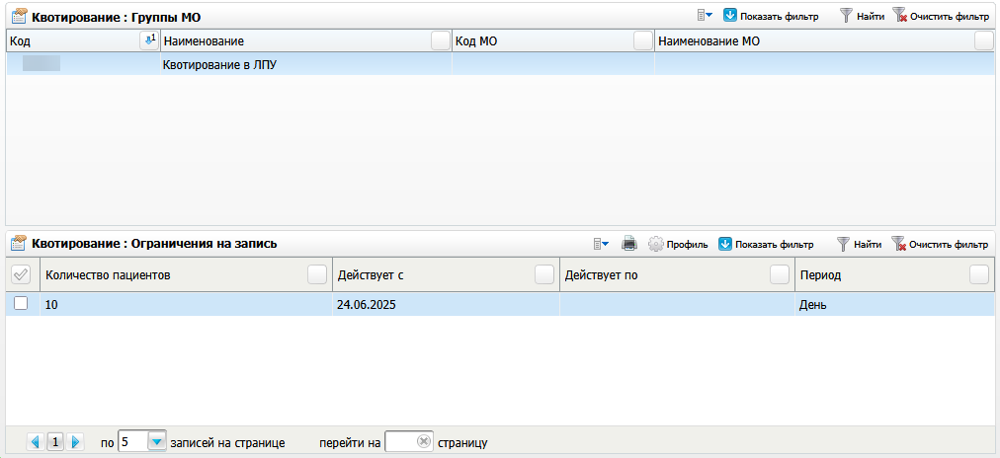 Квотирование : Группы МО Показать фильтр Найти Очистить фильтр
Код 1 Наименование Код МО Наименование МО
Квотирование в ЛПУ
Квотирование : Ограничения на запись Профиль Показать фильтр Найти Очистить фильтр
Количество пациентов Действует с Действует по Период
10 24.06.2025 День
1 по 5 записей на странице перейти на страницу